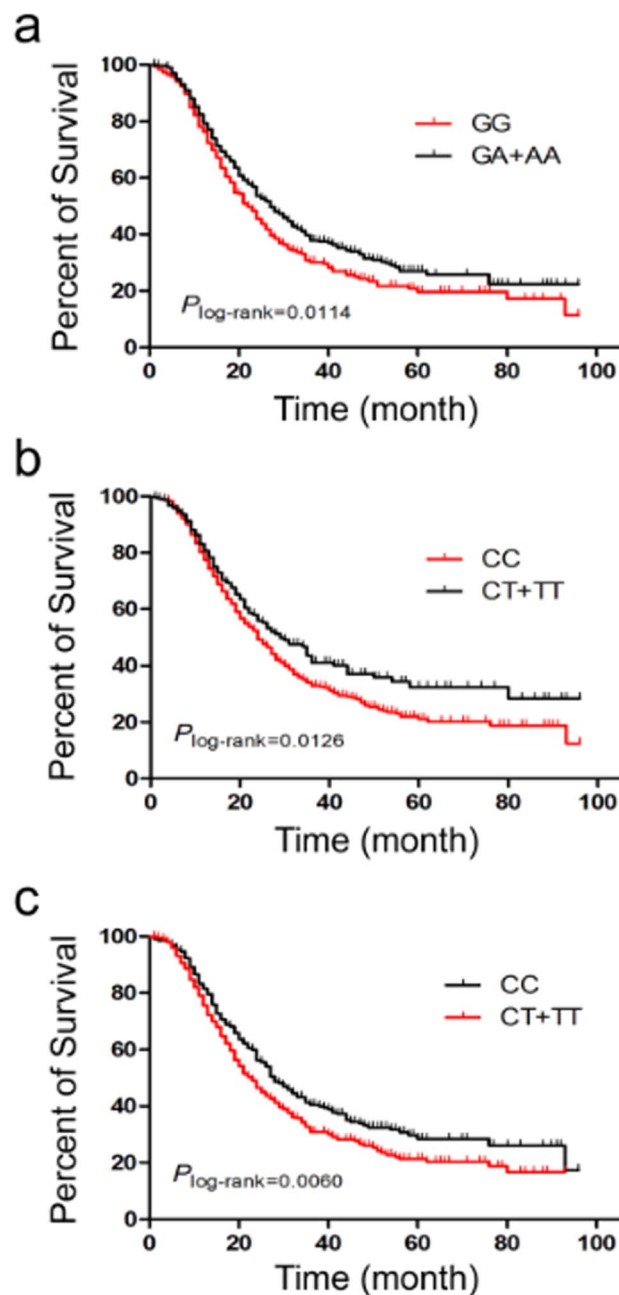 a
Percent of Survival
100
80
60
40
20
0
GG
GA+AA
P log-rank=0.0114
0 20 40 60 80 100
Time (month)
b
Percent of Survival
100
80
60
40
20
0
CC
CT+TT
P log-rank=0.0126
0 20 40 60 80 100
Time (month)
c
Percent of Survival
100
80
60
40
20
0
CC
CT+TT
P log-rank=0.0060
0 20 40 60 80 100
Time (month)